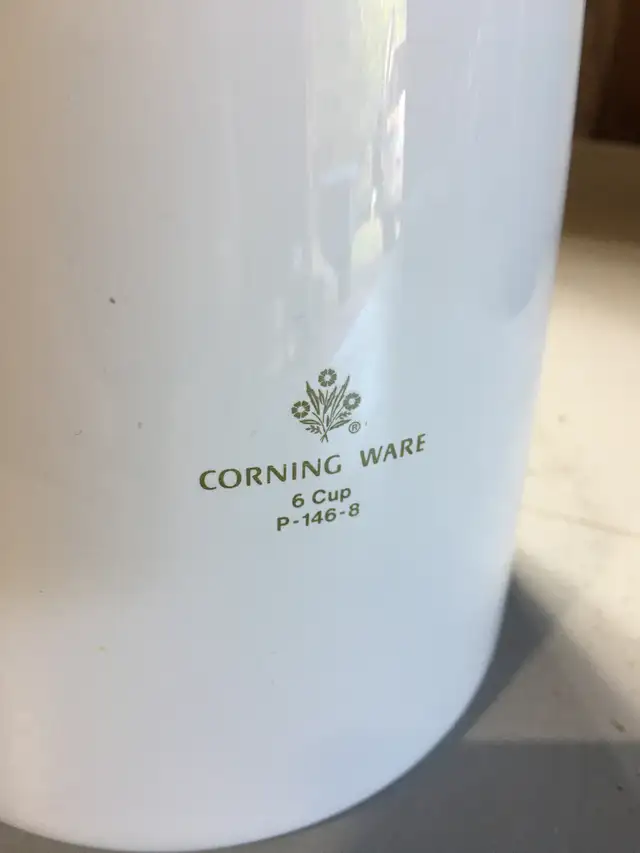 ®
CORNING WARE
6 Cup
P-146-8